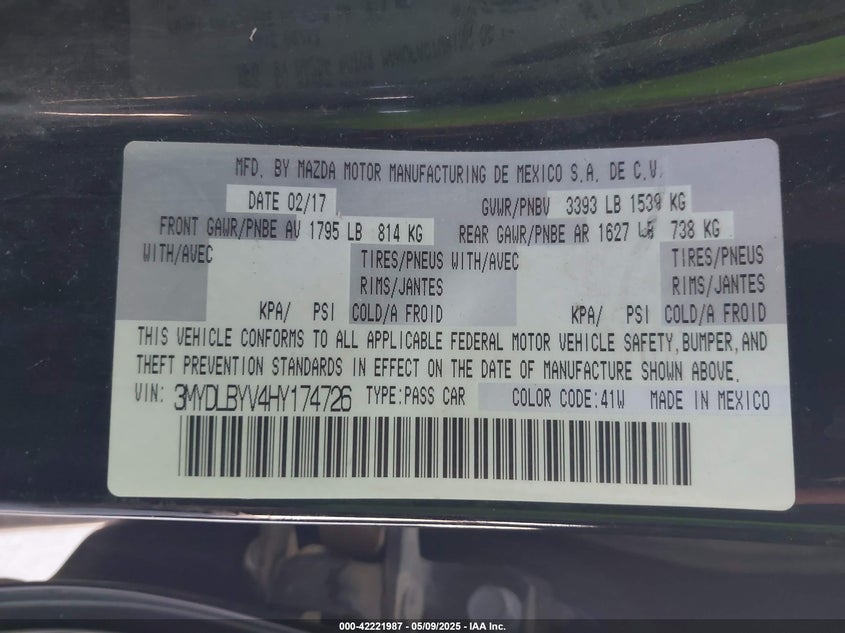 MFD. BY MAZDA MOTOR MANUFACTURING DE MEXICO S.A. DE C.V.
DATE 02/17 GVWR/PNBV 3393 LB 1539 KG
FRONT GAWR/PNBE AV 1795 LB 814 KG REAR GAWR/PNBE AR 1627 LB 738 KG
WITH/AVEC TIRES/PNEUS WITH/AVEC TIRES/PNEUS
RIMS/JANTES RIMS/JANTES
KPA/ PSI COLD/A FROID KPA/ PSI COLD/A FROID
THIS VEHICLE CONFORMS TO ALL APPLICABLE FEDERAL MOTOR VEHICLE SAFETY,BUMPER,AND
THEFT PREVENTION STANDARDS IN EFFECT ON THE DATE OF MANUFACTURE SHOWN ABOVE.
VIN: 3MYDLBYV4HY174726 TYPE:PASS CAR COLOR CODE:41W MADE IN MEXICO
000-42221987 - 05/09/2025 - IAA Inc.